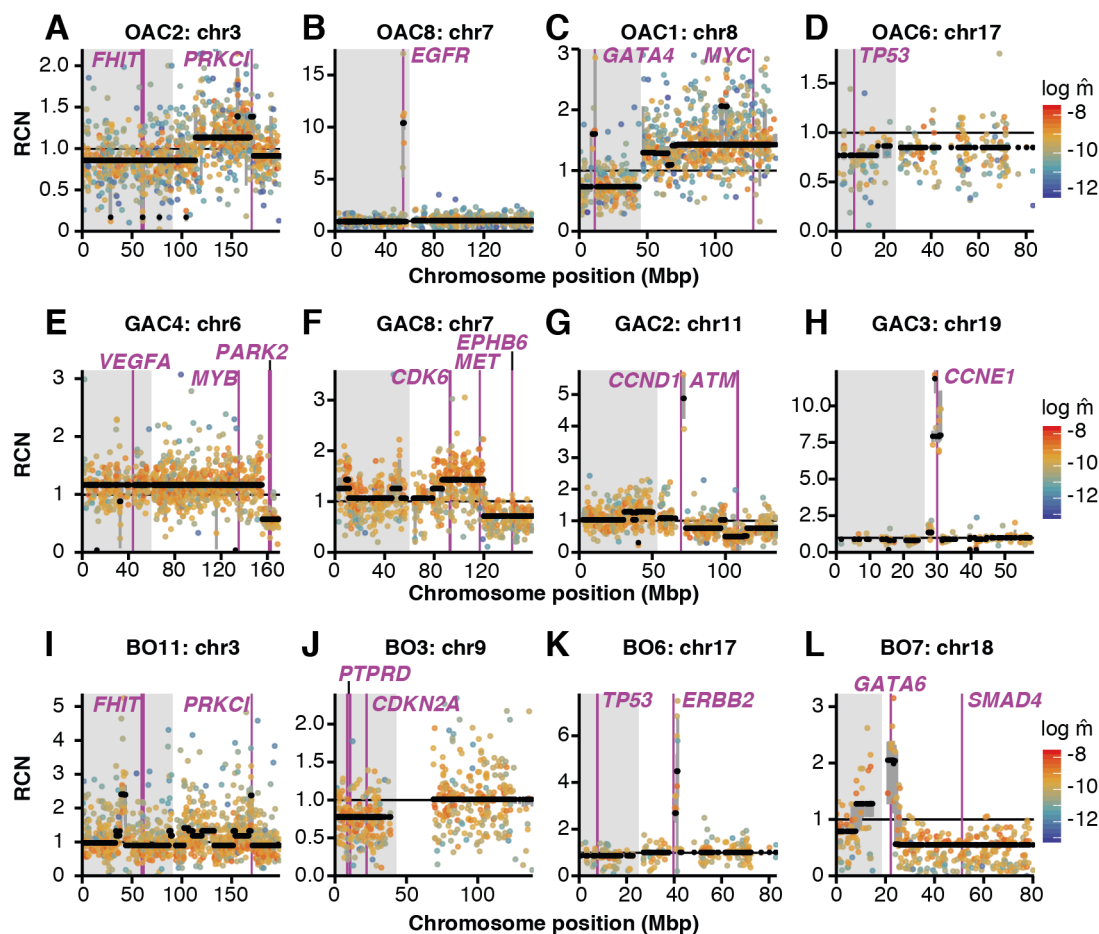 A OAC2: chr3
B OAC8: chr7
C OAC1: chr8
D OAC6: chr17
FHIT PRKCI
EGFR
GATA4 MYC
TP53
RCN
2.0
1.5
1.0
0.5
0
0 50 100 150
15
10
5
0
0 40 80 120
3
2
1
0
0 50 100
1.5
1.0
0.5
0.0
0 20 40 60 80
log m̂
-8
-10
-12
Chromosome position (Mbp)
E GAC4: chr6
F GAC8: chr7
G GAC2: chr11
H GAC3: chr19
VEGFA
MYB
PARK2
CDK6
MET
EPHB6
CCND1 ATM
CCNE1
3
2
1
0
0 40 80 120 160
3
2
1
0
0 40 80 120
5
4
3
2
1
0
0 50 100
10.0
7.5
5.0
2.5
0.0
0 10 20 30 40 50
log m̂
-8
-10
-12
Chromosome position (Mbp)
I BO11: chr3
J BO3: chr9
K BO6: chr17
L BO7: chr18
FHIT PRKCI
PTPRD
CDKN2A
TP53 ERBB2
GATA6
SMAD4
RCN
5
4
3
2
1
0
0 50 100 150
2.0
1.5
1.0
0.5
0.0
0 50 100
6
4
2
0
0 20 40 60 80
3
2
1
0
0 20 40 60 80
log m̂
-8
-10
-12
Chromosome position (Mbp)